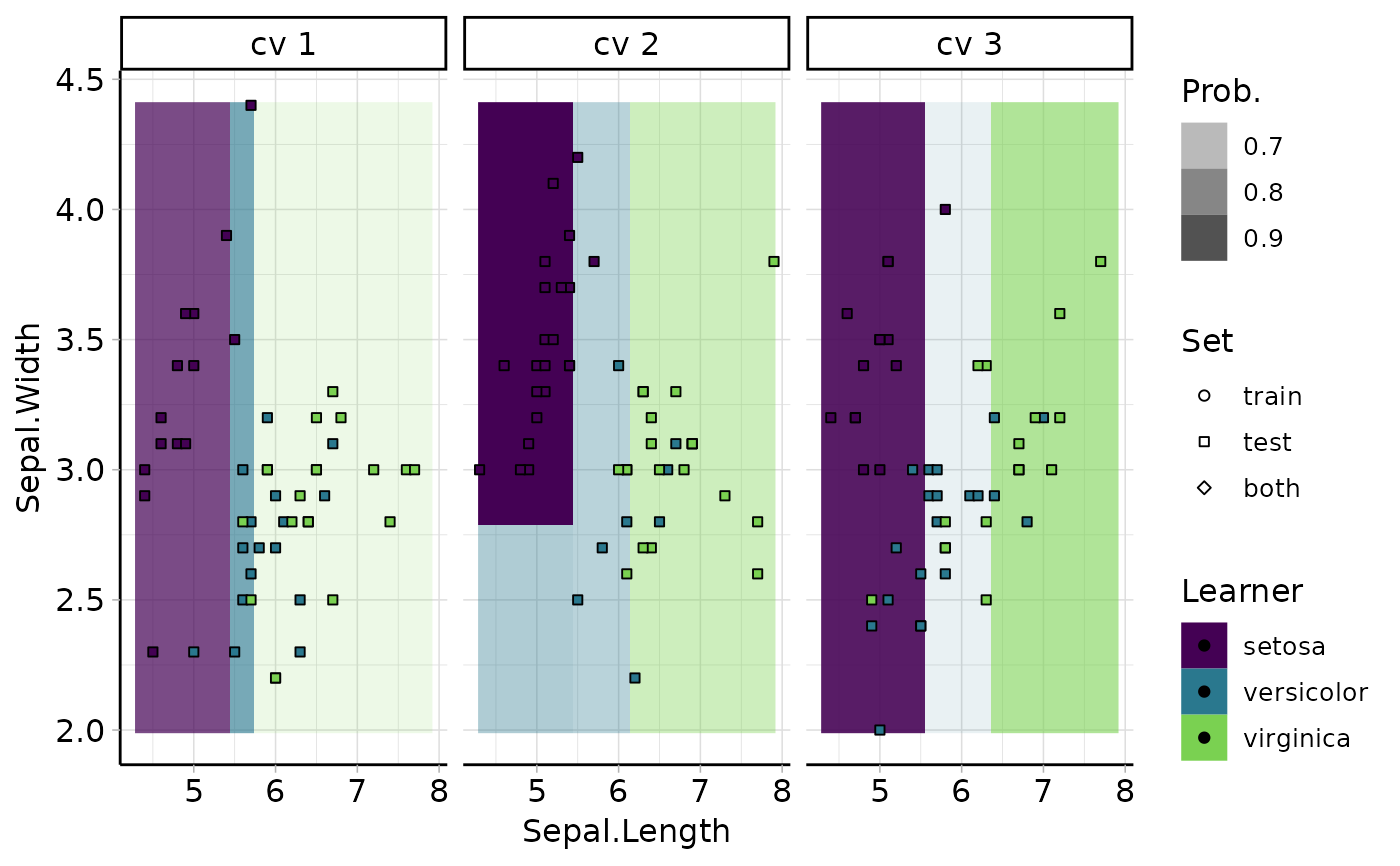 cv 1
cv 2
cv 3
4.5
4.0
3.5
3.0
2.5
2.0
Sepal.Width
5 6 7 8
5 6 7 8
5 6 7 8
Sepal.Length
Prob.
0.7
0.8
0.9
Set
train
test
both
Learner
setosa
versicolor
virginica